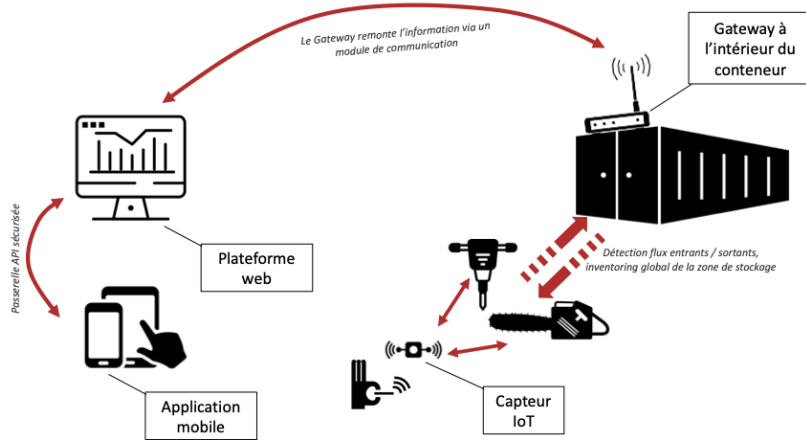 Le Gateway remonte l'information via un
module de communication
Gateway à
l'intérieur du
conteneur
Passerelle API sécurisée
Plateforme
web
Détection flux entrants / sortants,
inventoring global de la zone de stockage
Application
mobile
Capteur
IoT